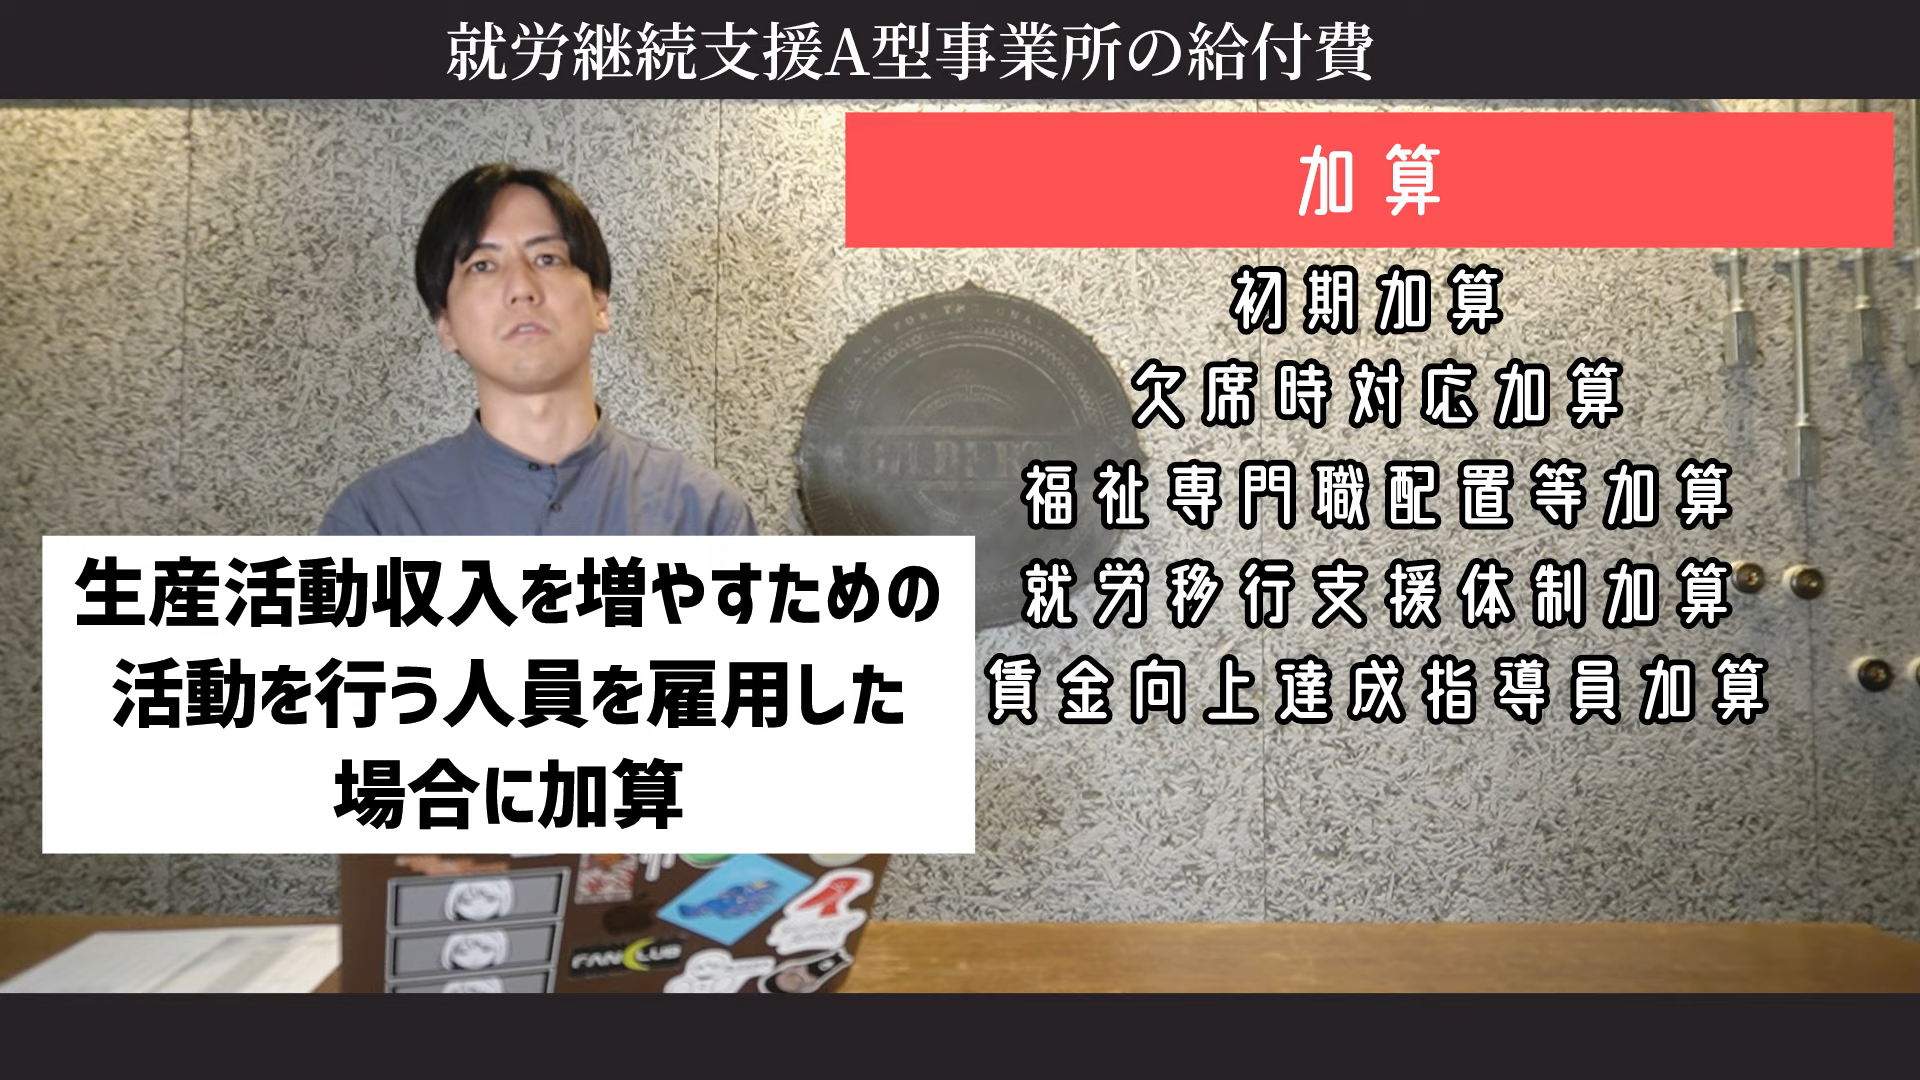 就労継続支援A型事業所の給付費
加算
初期加算
欠席時対応加算
福祉専門職配置等加算
就労移行支援体制加算
賃金向上達成指導員加算
生産活動収入を増やすための
活動を行う人員を雇用した
場合に加算
FANCLUB